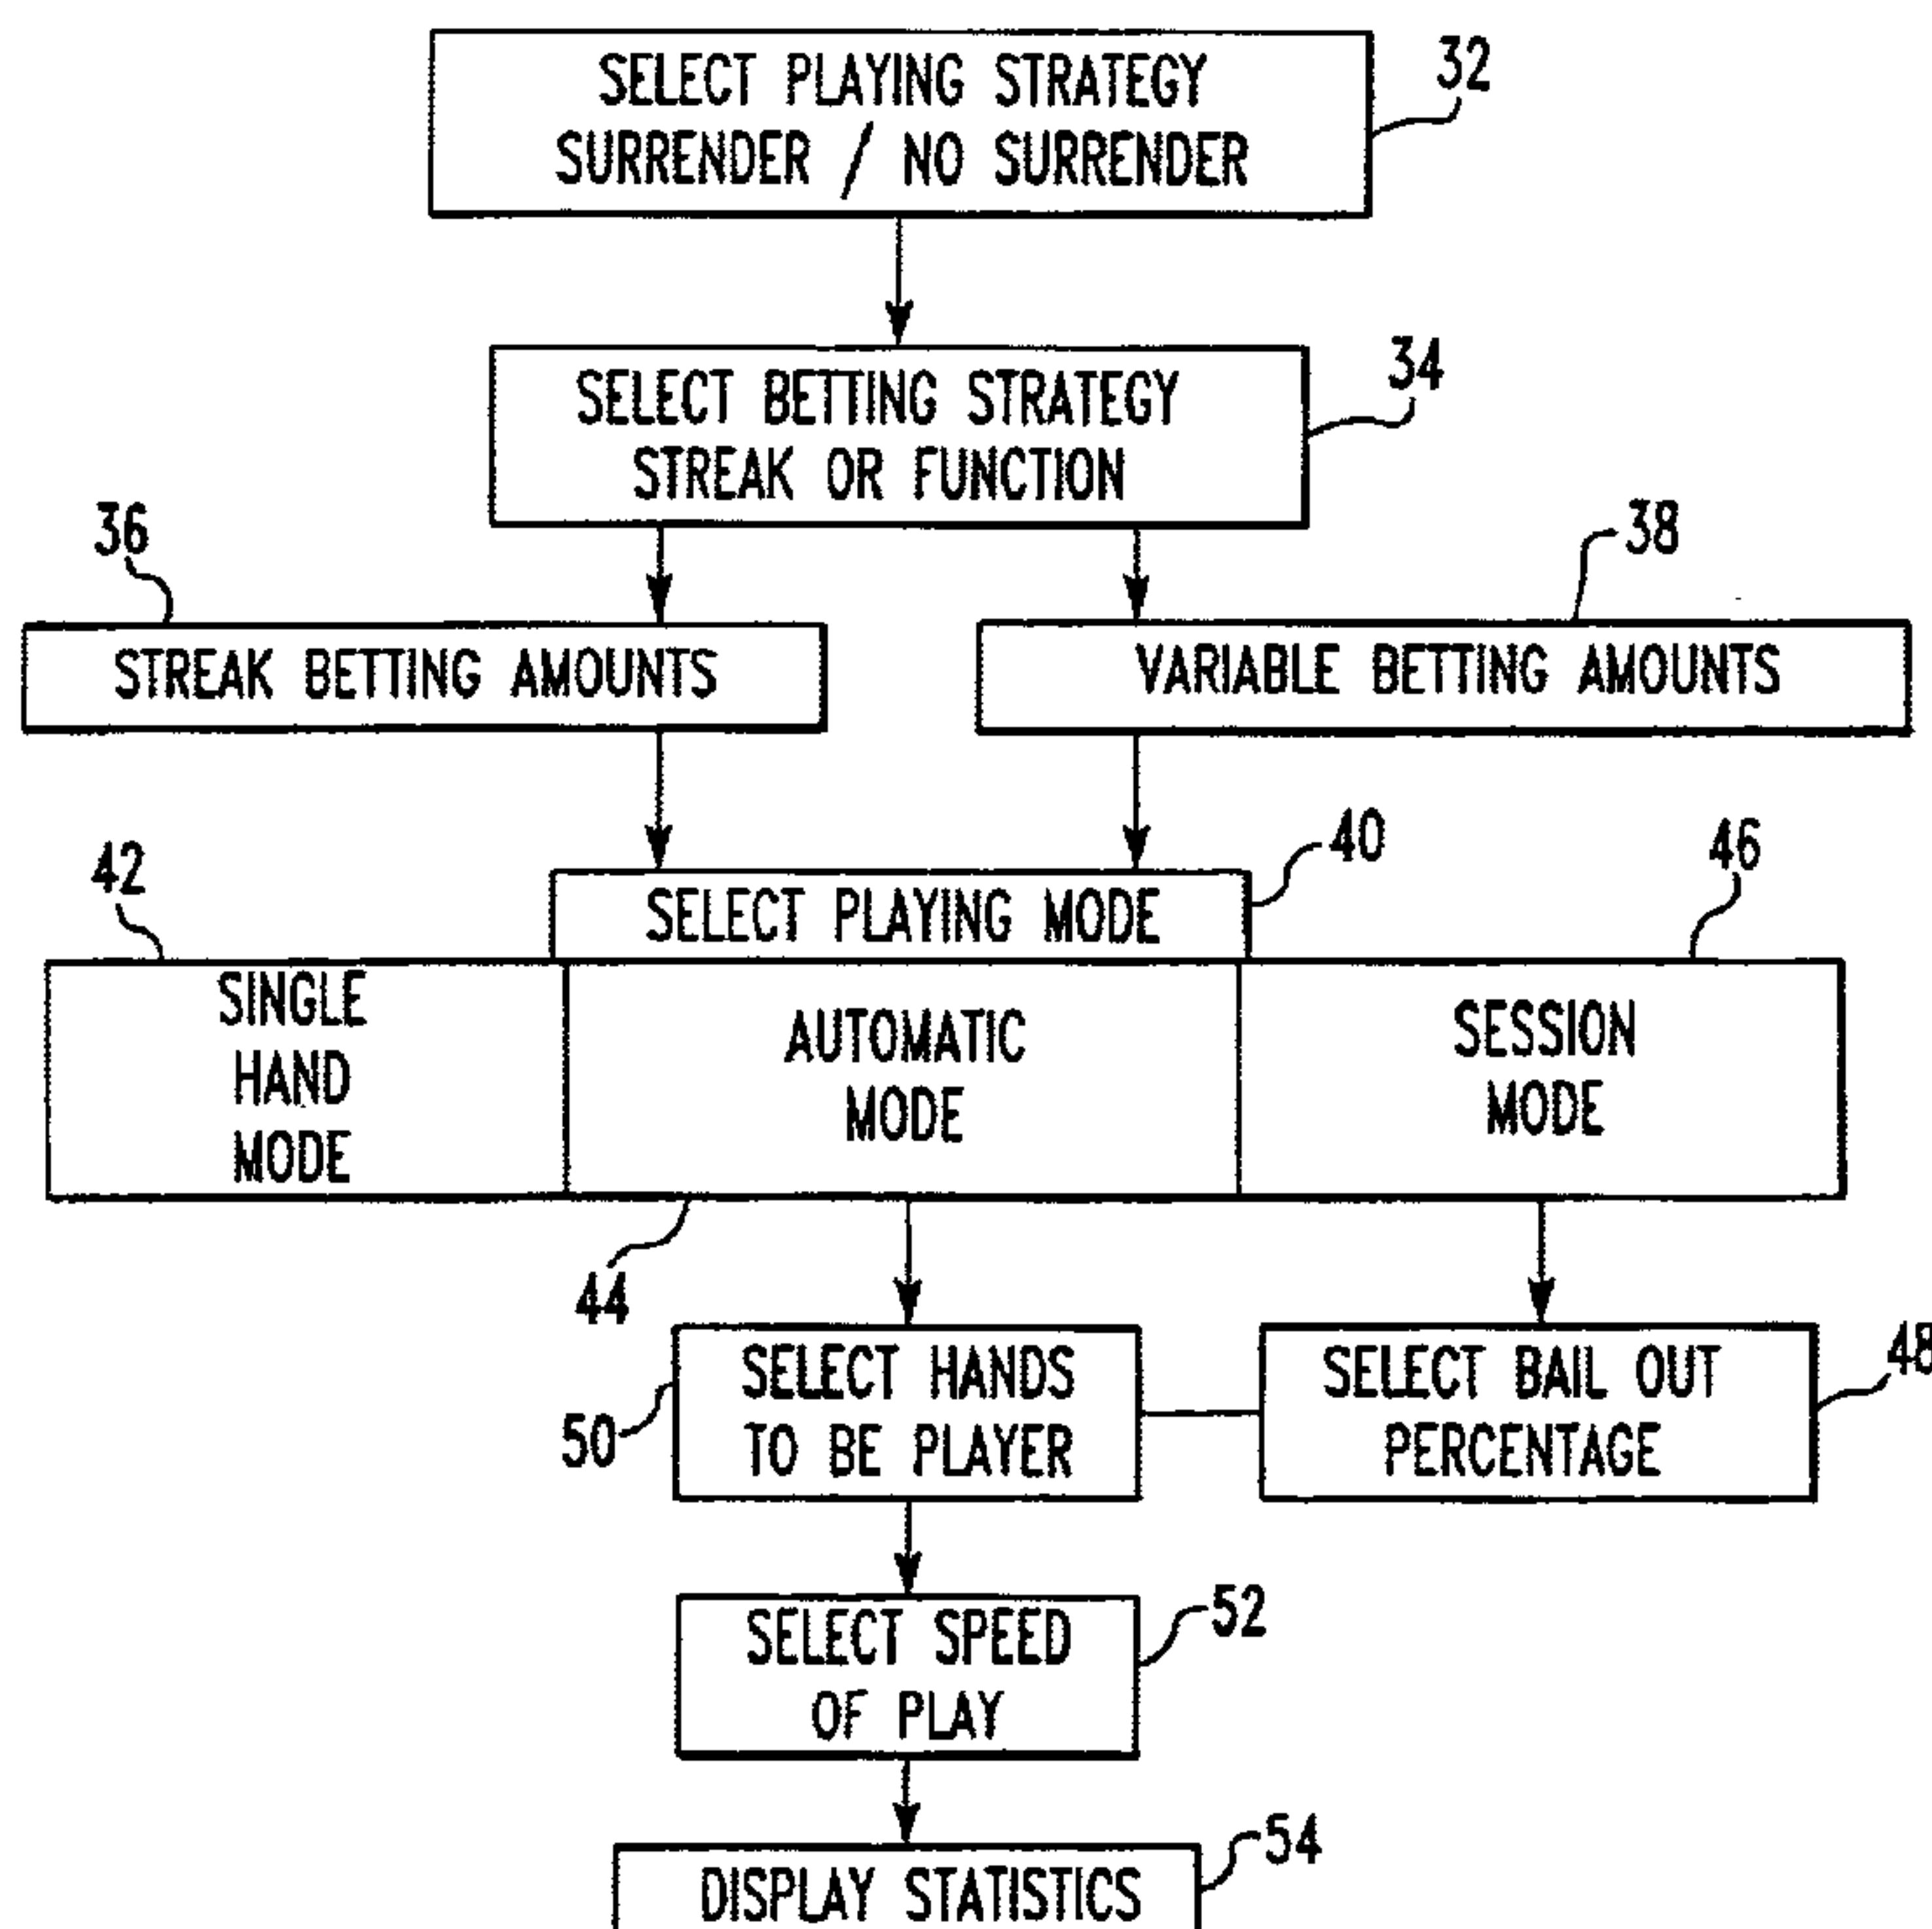 SELECT PLAYING STRATEGY
SURRENDER / NO SURRENDER
32
SELECT BETTING STRATEGY
STREAK OR FUNCTION
34
36
STREAK BETTING AMOUNTS
38
VARIABLE BETTING AMOUNTS
40
SELECT PLAYING MODE
42
SINGLE
HAND
MODE
44
AUTOMATIC
MODE
46
SESSION
MODE
50
SELECT HANDS
TO BE PLAYER
48
SELECT BAIL OUT
PERCENTAGE
52
SELECT SPEED
OF PLAY
54
DISPLAY STATISTICS